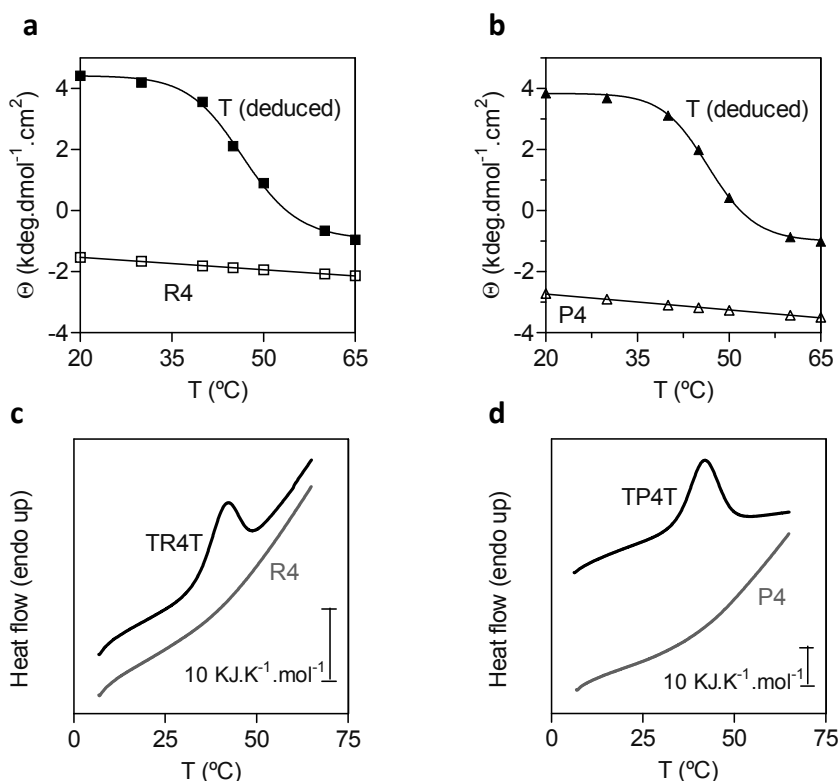 a
4
2
0
-2
-4
Θ (kdeg.dmol⁻¹.cm²)
T (deduced)
R4
20 35 50 65
T (ºC)
b
4
2
0
-2
-4
Θ (kdeg.dmol⁻¹.cm²)
T (deduced)
P4
20 35 50 65
T (ºC)
c
Heat flow (endo up)
TR4T
R4
10 KJ.K⁻¹.mol⁻¹
0 25 50 75
T (ºC)
d
Heat flow (endo up)
TP4T
P4
10 KJ.K⁻¹.mol⁻¹
0 25 50 75
T (ºC)